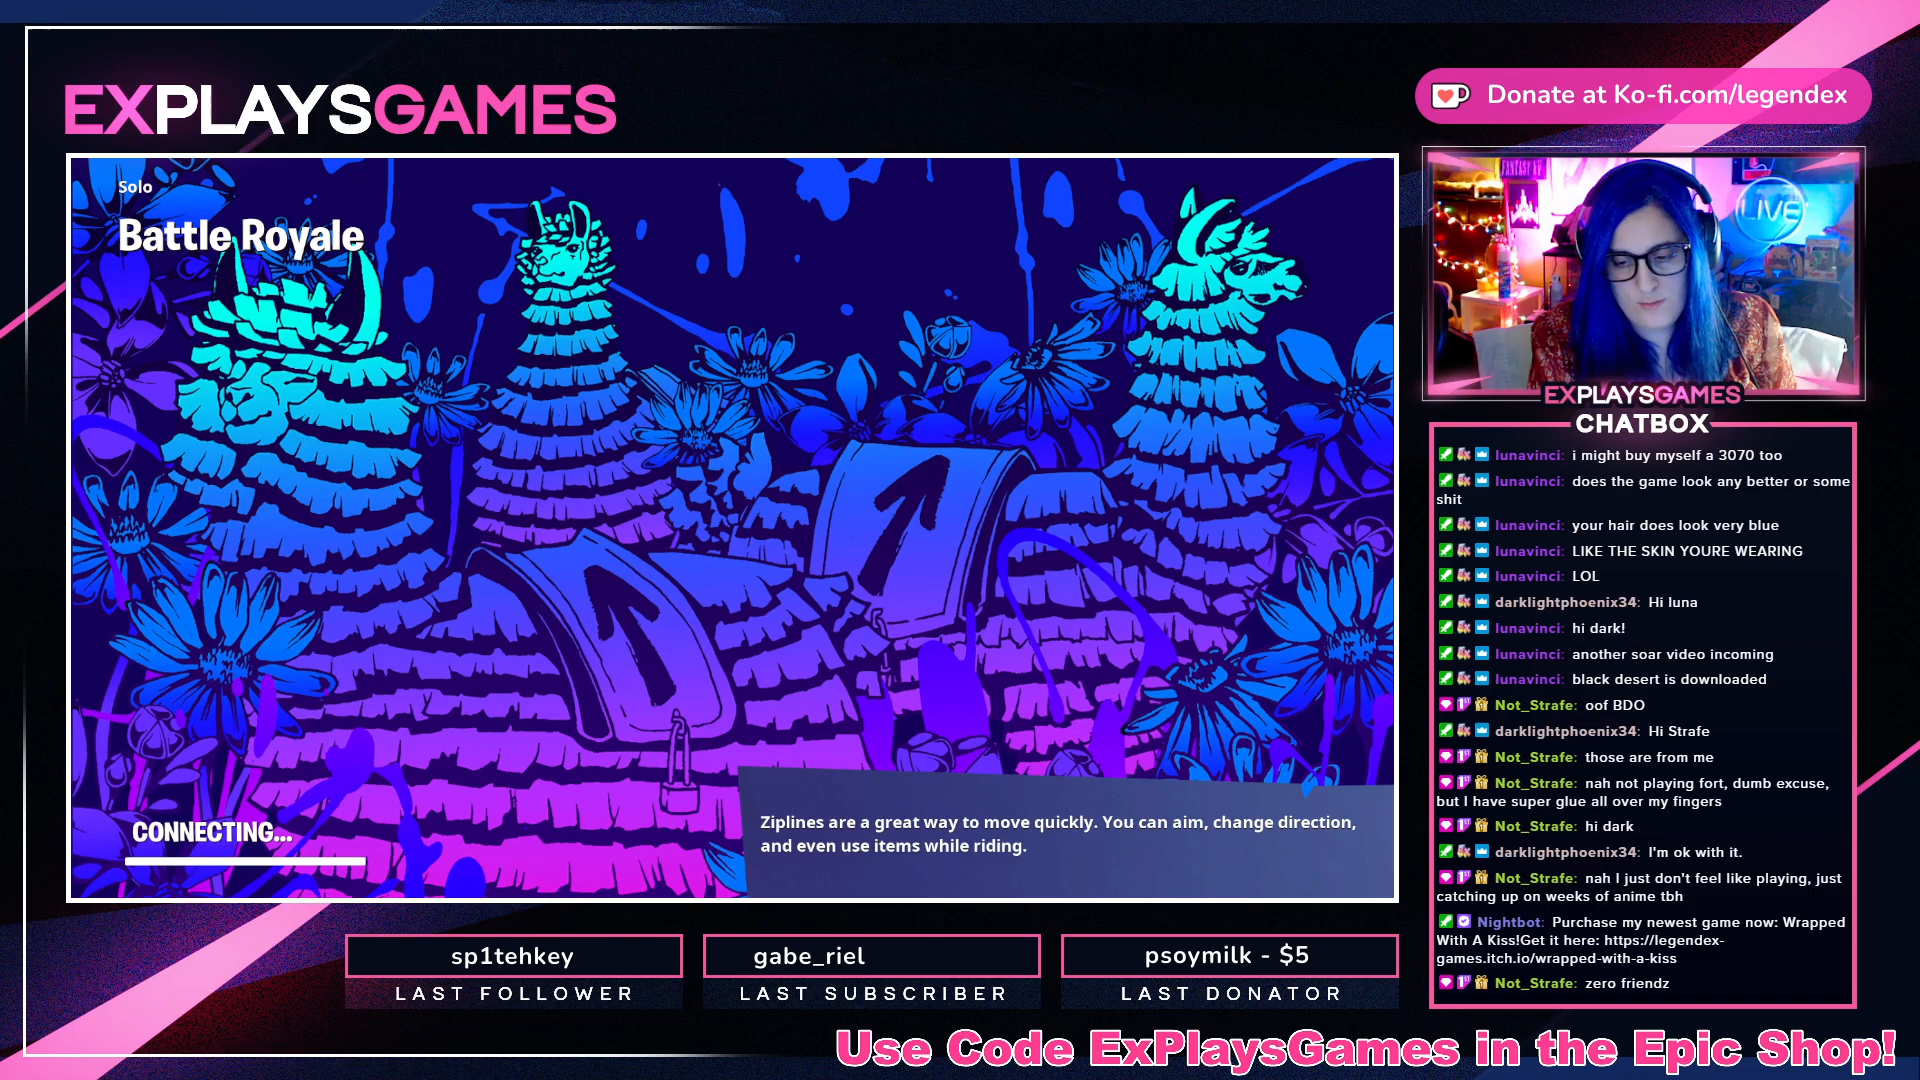 EXPLAYSGAMES
Donate at Ko-fi.com/legendex
Solo
Battle Royale
CONNECTING...
Ziplines are a great way to move quickly. You can aim, change direction,
and even use items while riding.
LIVE
EXPLAYSGAMES
CHATBOX
lunavinci: i might buy myself a 3070 too
lunavinci: does the game look any better or some
shit
lunavinci: your hair does look very blue
lunavinci: LIKE THE SKIN YOURE WEARING
lunavinci: LOL
darklightphoenix34: Hi luna
lunavinci: hi dark!
lunavinci: another soar video incoming
lunavinci: black desert is downloaded
Not_Strafe: oof BDO
darklightphoenix34: Hi Strafe
Not_Strafe: those are from me
Not_Strafe: nah not playing fort, dumb excuse,
but I have super glue all over my fingers
Not_Strafe: hi dark
darklightphoenix34: I'm ok with it.
Not_Strafe: nah I just don't feel like playing, just
catching up on weeks of anime tbh
Nightbot: Purchase my newest game now: Wrapped
With A Kiss!Get it here: https://legendex-
games.itch.io/wrapped-with-a-kiss
Not_Strafe: zero friendz
sp1tehkey
LAST FOLLOWER
gabe_riel
LAST SUBSCRIBER
psoymilk - $5
LAST DONATOR
Use Code ExPlaysGames in the Epic Shop!